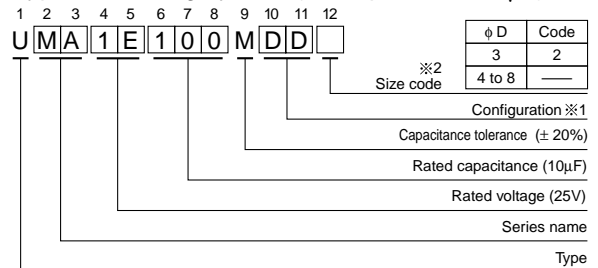 1 2 3 4 5 6 7 8 9 10 11 12
U M A 1 E 1 0 0 M D D
φ D Code
3 2
4 to 8 ——
※2
Size code
Configuration ※1
Capacitance tolerance (± 20%)
Rated capacitance (10μF)
Rated voltage (25V)
Series name
Type